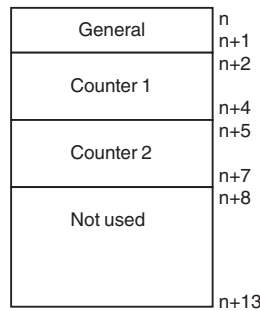 General
n
n+1
Counter 1
n+2
n+4
Counter 2
n+5
n+7
Not used
n+8
n+13